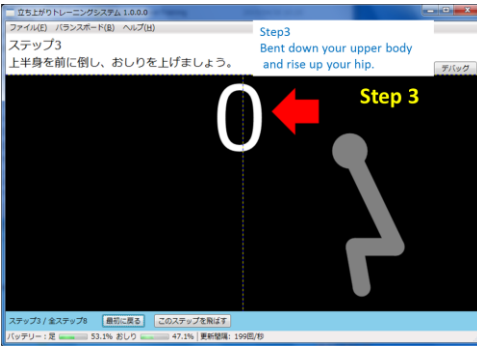 立ち上がりトレーニングシステム 1.0.0.0
ファイル(F) バランスボード(B) ヘルプ(H)
ステップ3
上半身を前に倒し、おしりを上げましょう。
Step3
Bent down your upper body
and rise up your hip.
デバッグ
0
Step 3
ステップ3 / 全ステップ8 最初に戻る このステップを飛ばす
バッテリー：足 53.1% おしり 47.1% 更新間隔: 199回/秒